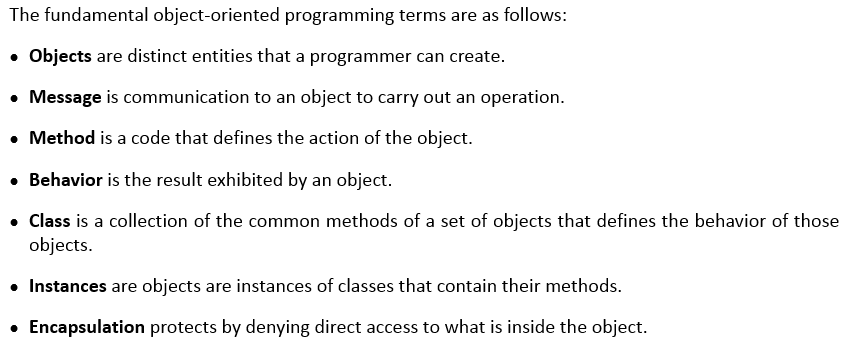 The fundamental object-oriented programming terms are as follows:
• Objects are distinct entities that a programmer can create.
• Message is communication to an object to carry out an operation.
• Method is a code that defines the action of the object.
• Behavior is the result exhibited by an object.
• Class is a collection of the common methods of a set of objects that defines the behavior of those
objects.
• Instances are objects are instances of classes that contain their methods.
• Encapsulation protects by denying direct access to what is inside the object.